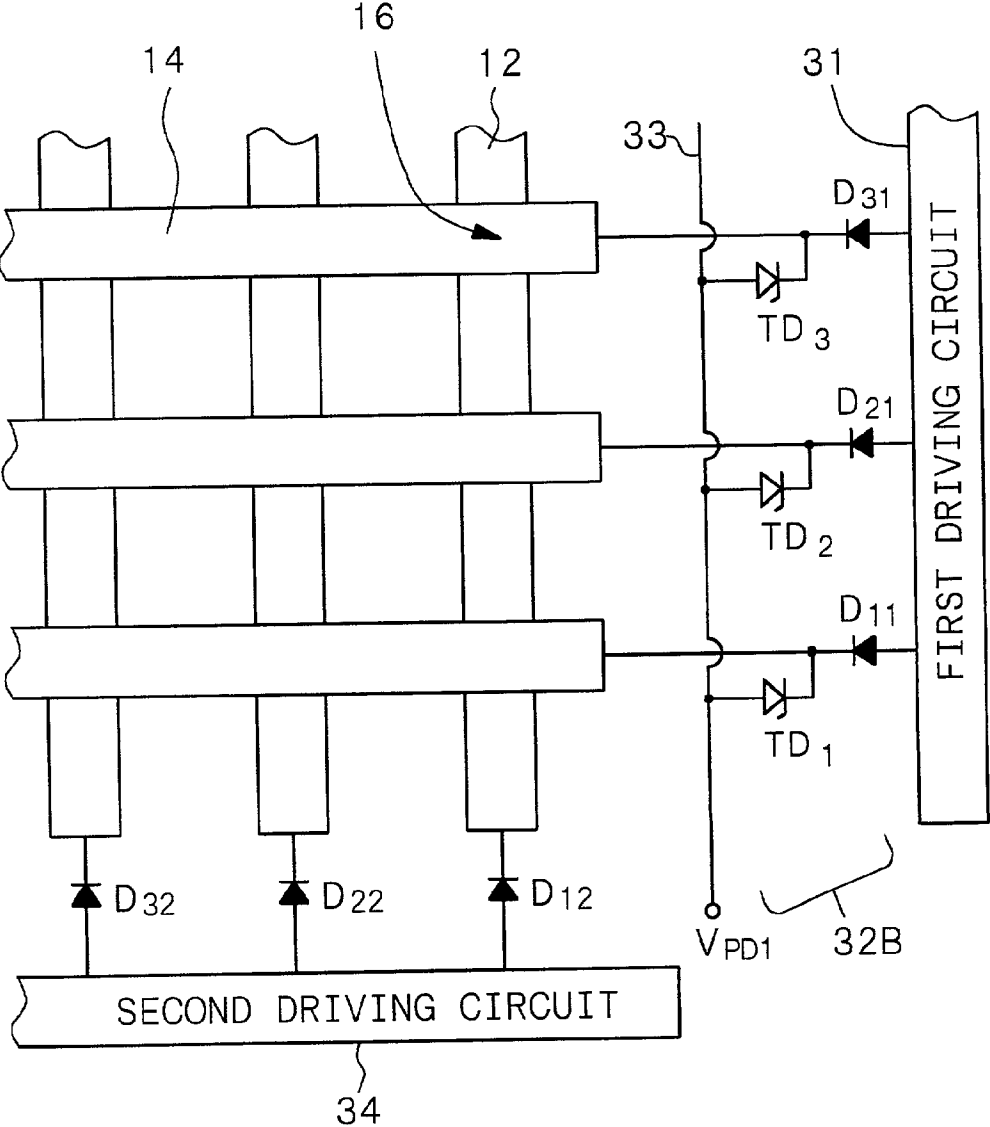 16
14
12
31
33
D31
TD3
D21
TD2
D11
TD1
FIRST DRIVING CIRCUIT
D32
D22
D12
VPD1
32B
SECOND DRIVING CIRCUIT
34